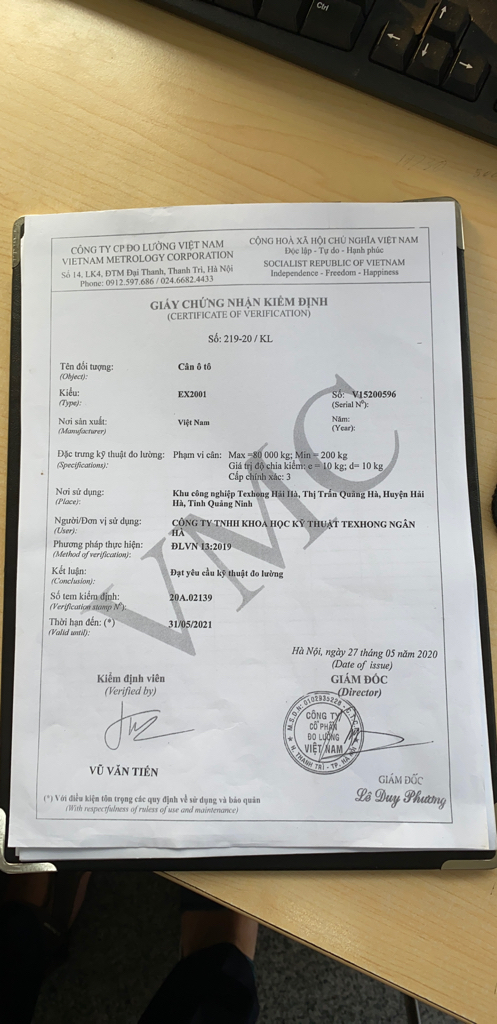 Ctrl
CÔNG TY CP ĐO LƯỜNG VIỆT NAM
VIETNAM METROLOGY CORPORATION
Số 14, LK4, ĐTM Đại Thanh, Thanh Trì, Hà Nội
Phone: 0912.597.686 / 024.6682.4433
CỘNG HOÀ XÃ HỘI CHỦ NGHĨA VIỆT NAM
Độc lập - Tự do - Hạnh phúc
SOCIALIST REPUBLIC OF VIETNAM
Independence - Freedom - Happiness
GIẤY CHỨNG NHẬN KIỂM ĐỊNH
(CERTIFICATE OF VERIFICATION)
Số: 219-20 / KL
Tên đối tượng: Cân ô tô
(Object):
Kiểu: EX2001 Số: V15200596
(Type): (Serial Nº):
Nơi sản xuất: Việt Nam Năm:
(Manufacturer) (Year):
Đặc trưng kỹ thuật đo lường: Phạm vi cân: Max =80 000 kg; Min = 200 kg
(Specifications): Giá trị độ chia kiểm: e = 10 kg; d= 10 kg
Cấp chính xác: 3
Nơi sử dụng: Khu công nghiệp Texhong Hải Hà, Thị Trấn Quảng Hà, Huyện Hải
(Place): Hà, Tỉnh Quảng Ninh
Người/Đơn vị sử dụng: CÔNG TY TNHH KHOA HỌC KỸ THUẬT TEXHONG NGÂN
(User): HÀ
Phương pháp thực hiện: ĐLVN 13:2019
(Method of verification):
Kết luận: Đạt yêu cầu kỹ thuật đo lường
(Conclusion):
Số tem kiểm định: 20A.02139
(Verification stamp Nº):
Thời hạn đến: (*) 31/05/2021
(Valid until):
VMC
Hà Nội, ngày 27 tháng 05 năm 2020
(Date of issue)
Kiểm định viên
(Verified by)
GIÁM ĐỐC
(Director)
M.S.D.N: 0102935228 - C.T.C.P
CÔNG TY
CỔ PHẦN
ĐO LƯỜNG
VIỆT NAM
H. THANH TRÌ - TP. HÀ NỘI
VŨ VĂN TIẾN
GIÁM ĐỐC
Lê Duy Phương
(*) Với điều kiện tôn trọng các quy định về sử dụng và bảo quản
(With respectfulness of ruless of use and maintenance)